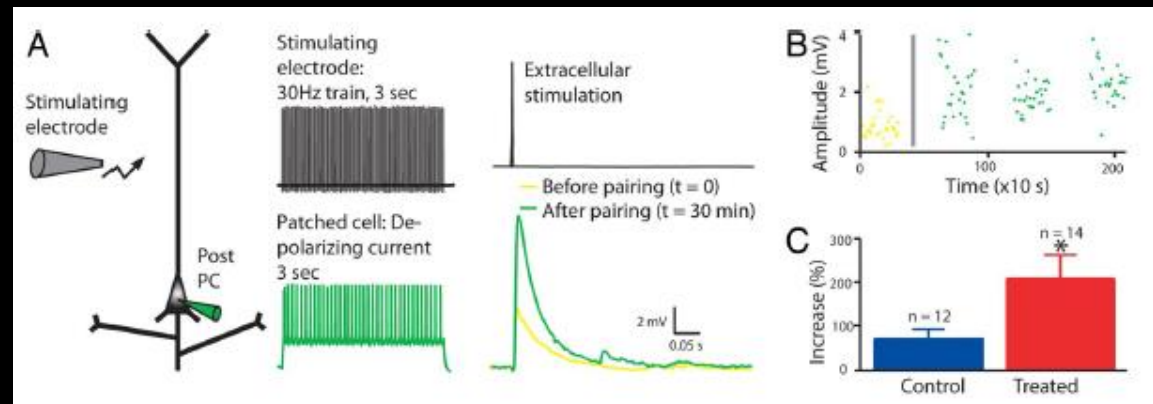 A
Stimulating
electrode
Post
PC
Stimulating
electrode:
30Hz train, 3 sec
Patched cell: De-
polarizing current
3 sec
Extracellular
stimulation
Before pairing (t = 0)
After pairing (t = 30 min)
2 mV
0.05 s
B
Amplitude (mV)
4
2
0
0
100
200
Time (x10 s)
C
Increase (%)
300
200
100
0
n = 12
n = 14
*
Control
Treated